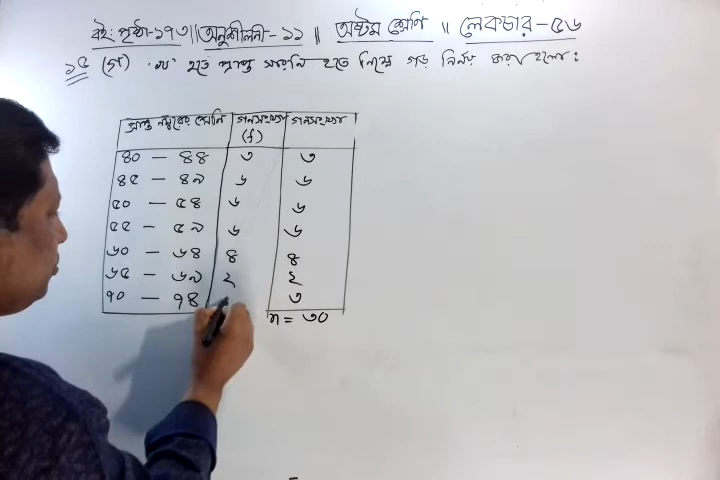 বই: পৃষ্ঠা-১৭৩ || অনুশীলনী-১১ || অষ্টম শ্রেণি || লেকচার-৫৬
১৫ (গ) 'খ' হতে প্রাপ্ত সারণি হতে নিম্নে গড় নির্ণয় করা হলো:
প্রাপ্ত নম্বরের শ্রেণি গনসংখ্যা (f) গনসংখ্যা
৪০ — ৪৪ ৩ ৩
৪৫ — ৪৯ ৬ ৬
৫০ — ৫৪ ৬ ৬
৫৫ — ৫৯ ৬ ৬
৬০ — ৬৪ ৪ ৪
৬৫ — ৬৯ ২ ২
৭০ — ৭৪ ৩
n = ৩০